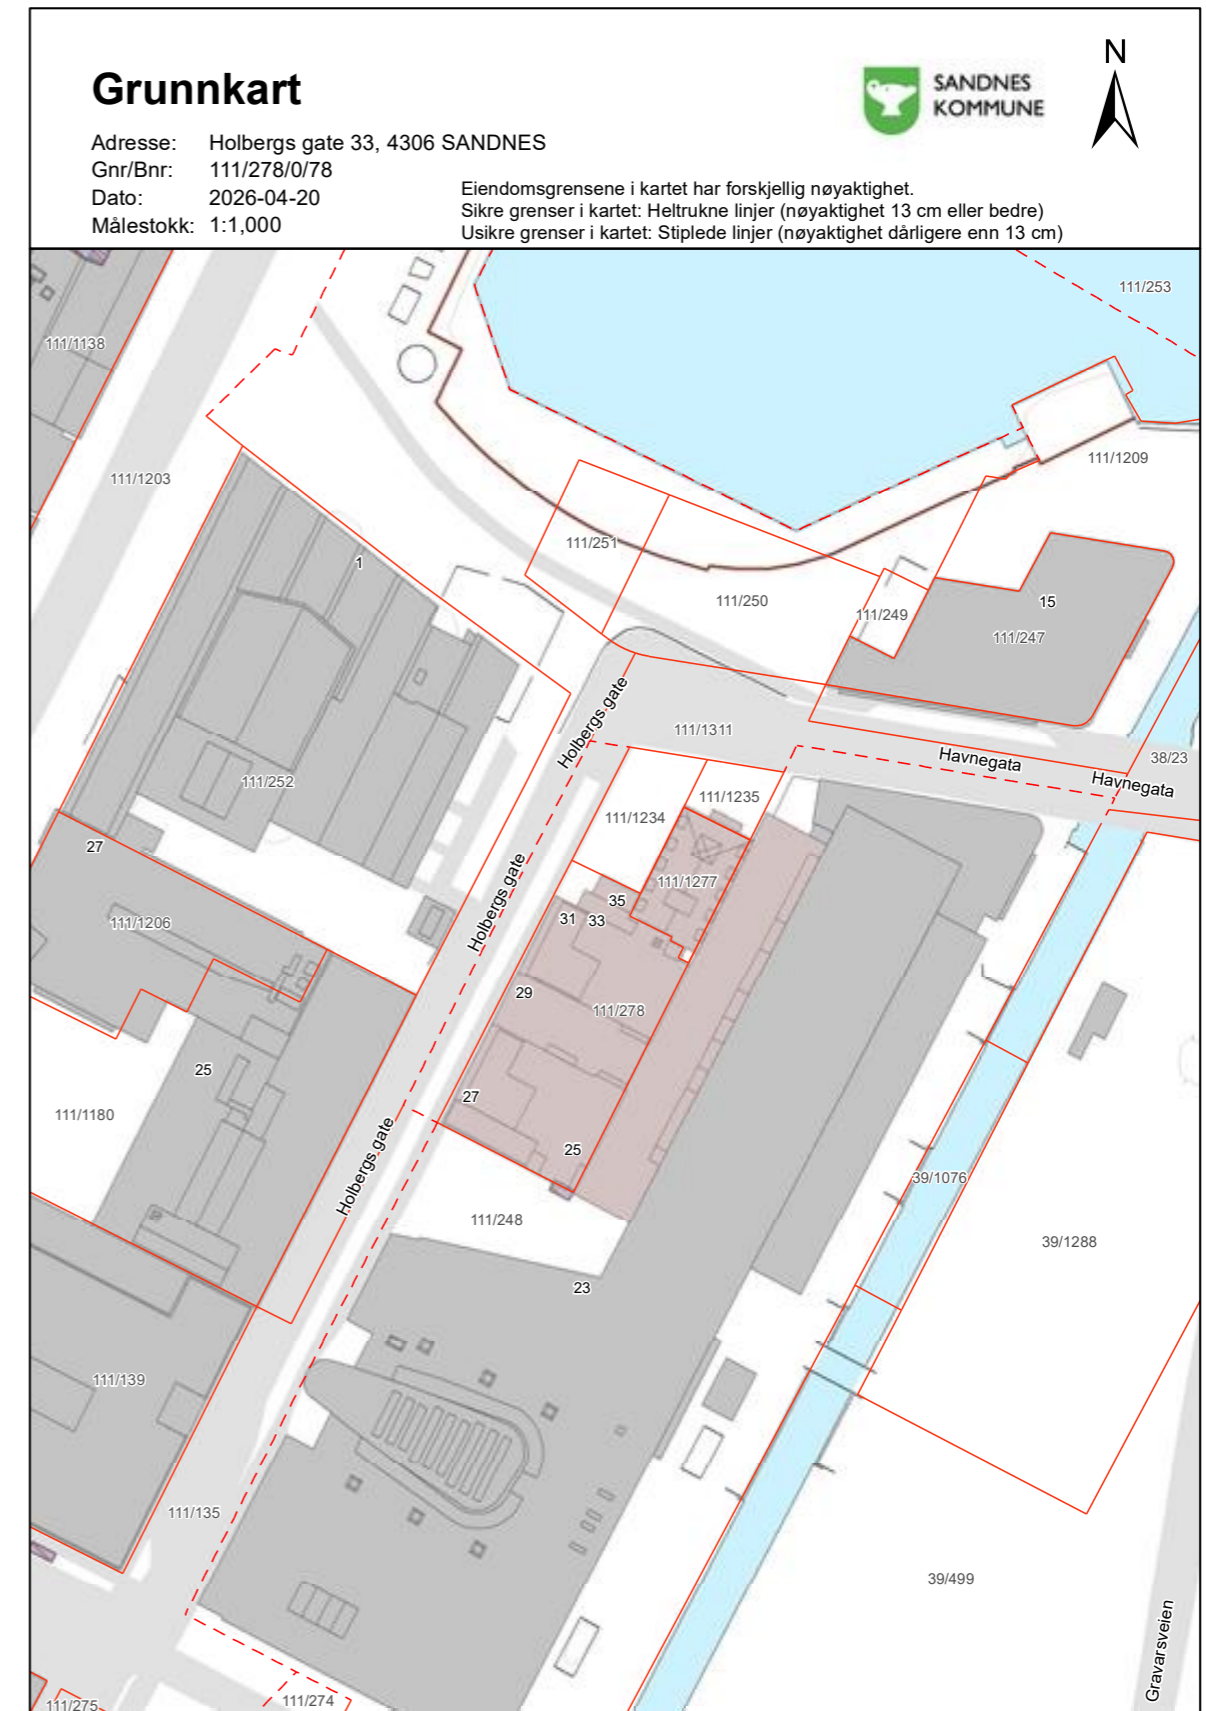 N
Grunnkart
SANDNES
KOMMUNE
Adresse: Holbergs gate 33, 4306 SANDNES
Gnr/Bnr: 111/278/0/78
Dato: 2026-04-20
Målestokk: 1:1,000
Eiendomsgrensene i kartet har forskjellig nøyaktighet.
Sikre grenser i kartet: Heltrukne linjer (nøyaktighet 13 cm eller bedre)
Usikre grenser i kartet: Stiplede linjer (nøyaktighet dårligere enn 13 cm)
111/253
111/1138
111/1209
111/1203
111/251
1
111/250
15
111/249
111/247
Holbergs gate
111/1311
Havnegata
38/23
Havnegata
111/252
111/1235
111/1234
27
111/1277
Holbergs gate
35
31
33
111/1206
29
111/278
25
27
111/1180
25
Holbergs gate
39/1076
111/248
39/1288
23
111/139
111/135
39/499
Gravarsveien
111/274
111/275